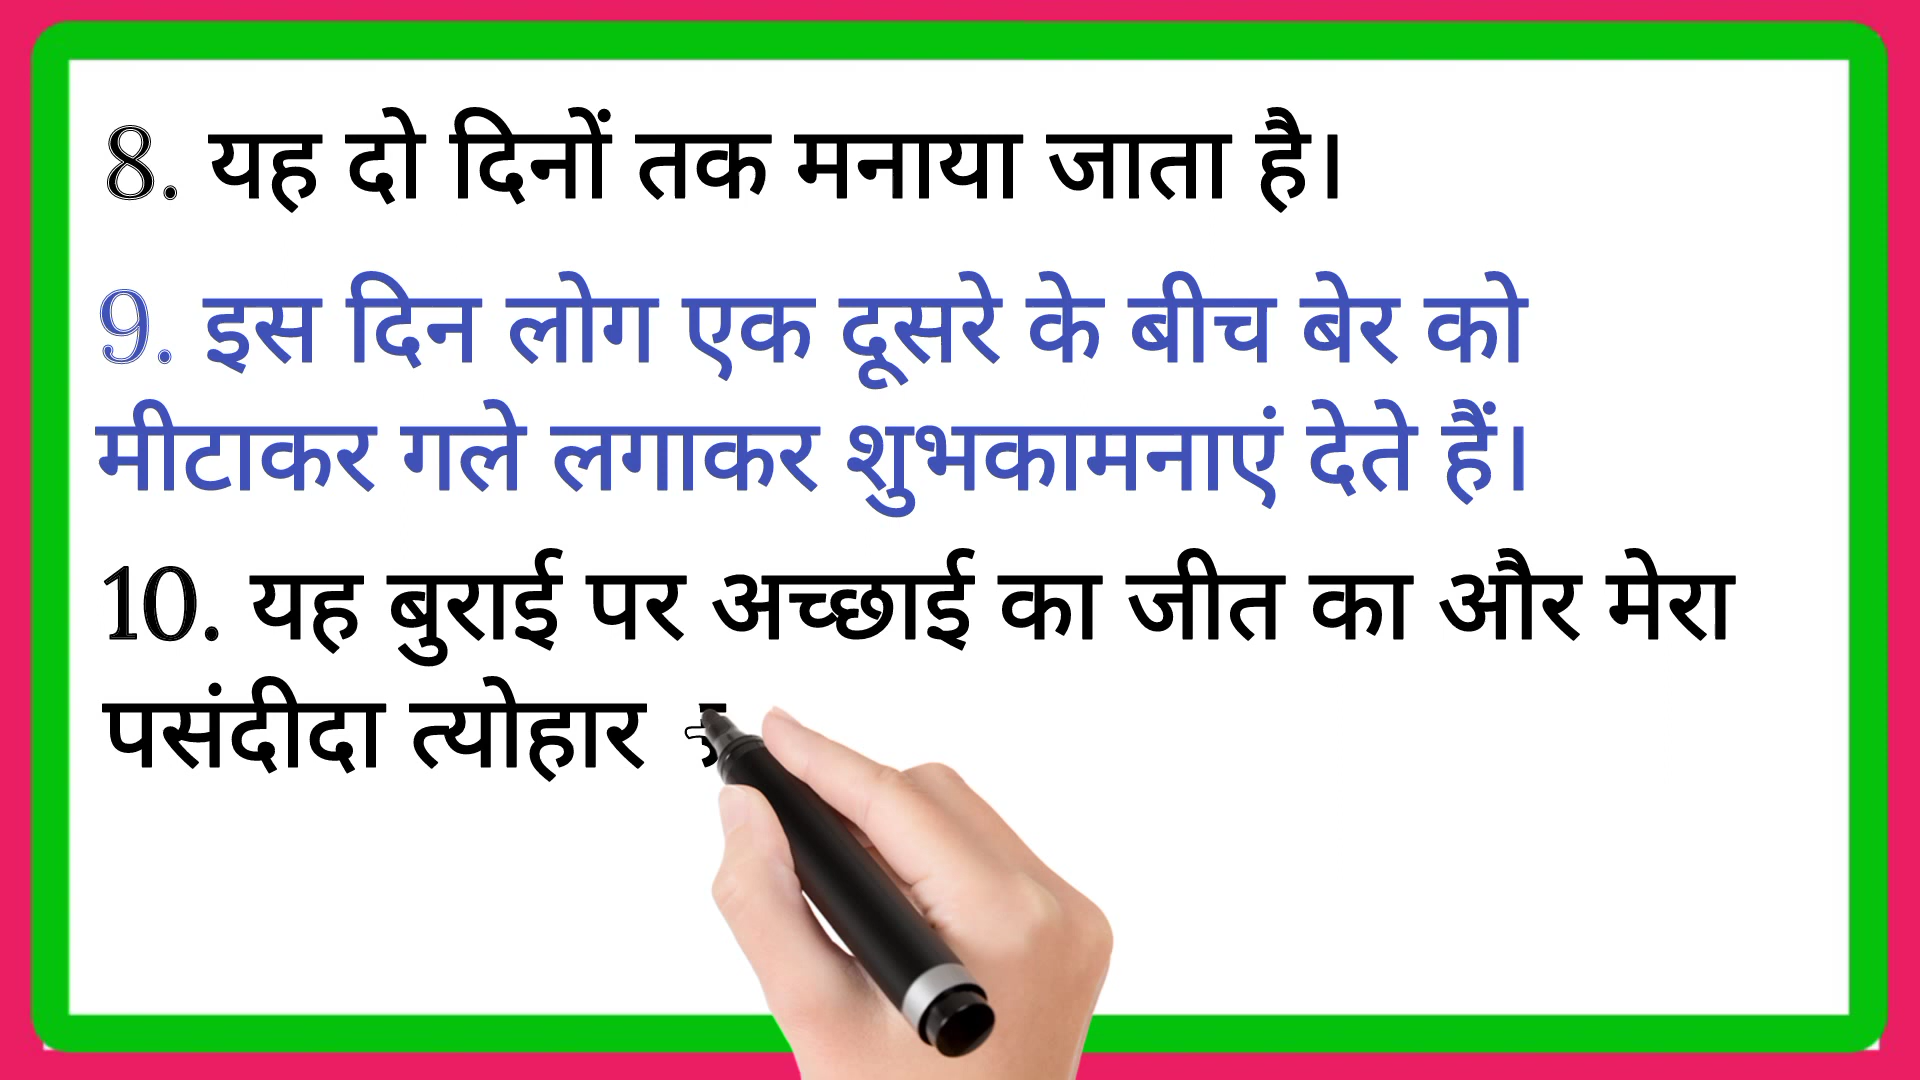 8. यह दो दिनों तक मनाया जाता है।
9. इस दिन लोग एक दूसरे के बीच बेर को
मीटाकर गले लगाकर शुभकामनाएं देते हैं।
10. यह बुराई पर अच्छाई का जीत का और मेरा
पसंदीदा त्योहार